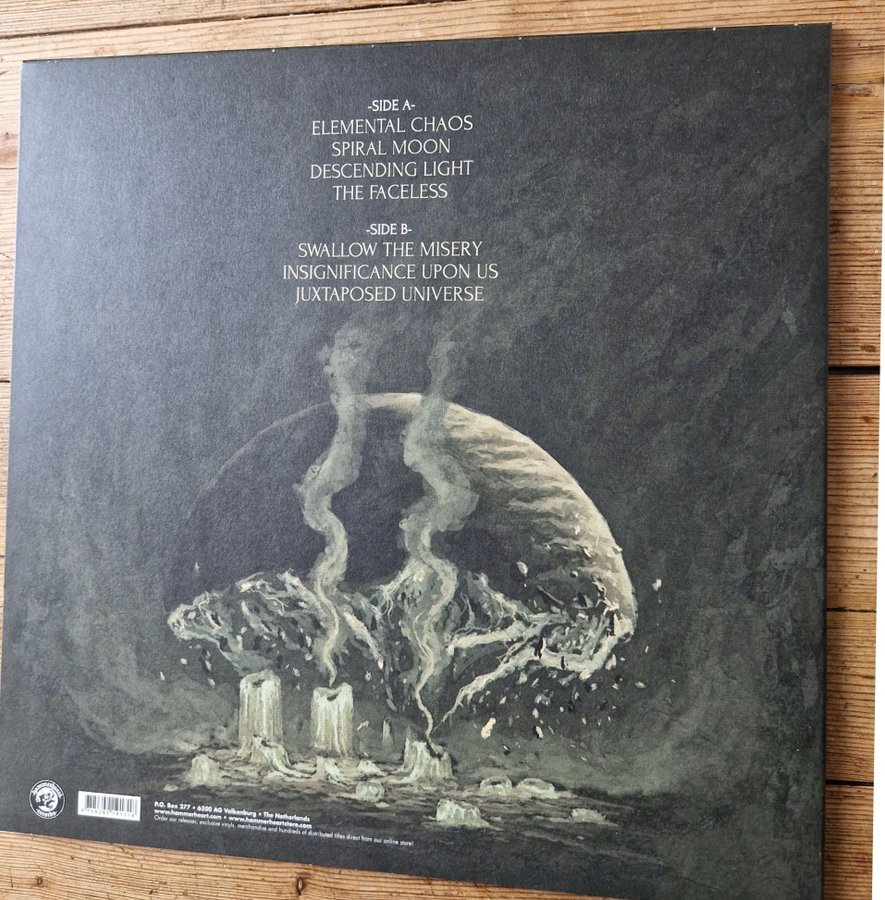 -SIDE A-
ELEMENTAL CHAOS
SPIRAL MOON
DESCENDING LIGHT
THE FACELESS
-SIDE B-
SWALLOW THE MISERY
INSIGNIFICANCE UPON US
JUXTAPOSED UNIVERSE
P.O. Box 277 • 6300 AG Valkenburg • The Netherlands
www.hammerheart.com • www.hammerheartstore.com
Order our releases, exclusive vinyls, merchandise and hundreds of distributed titles direct from our online store!